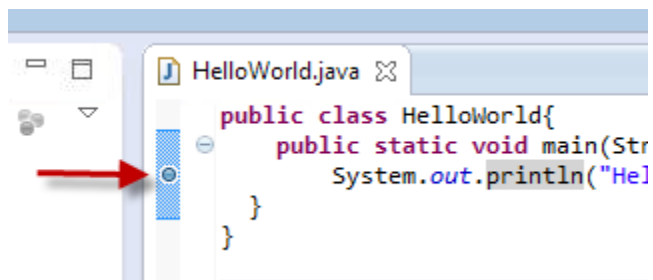 HelloWorld.java
public class HelloWorld{
public static void main(Str
System.out.println("Hel
}
}